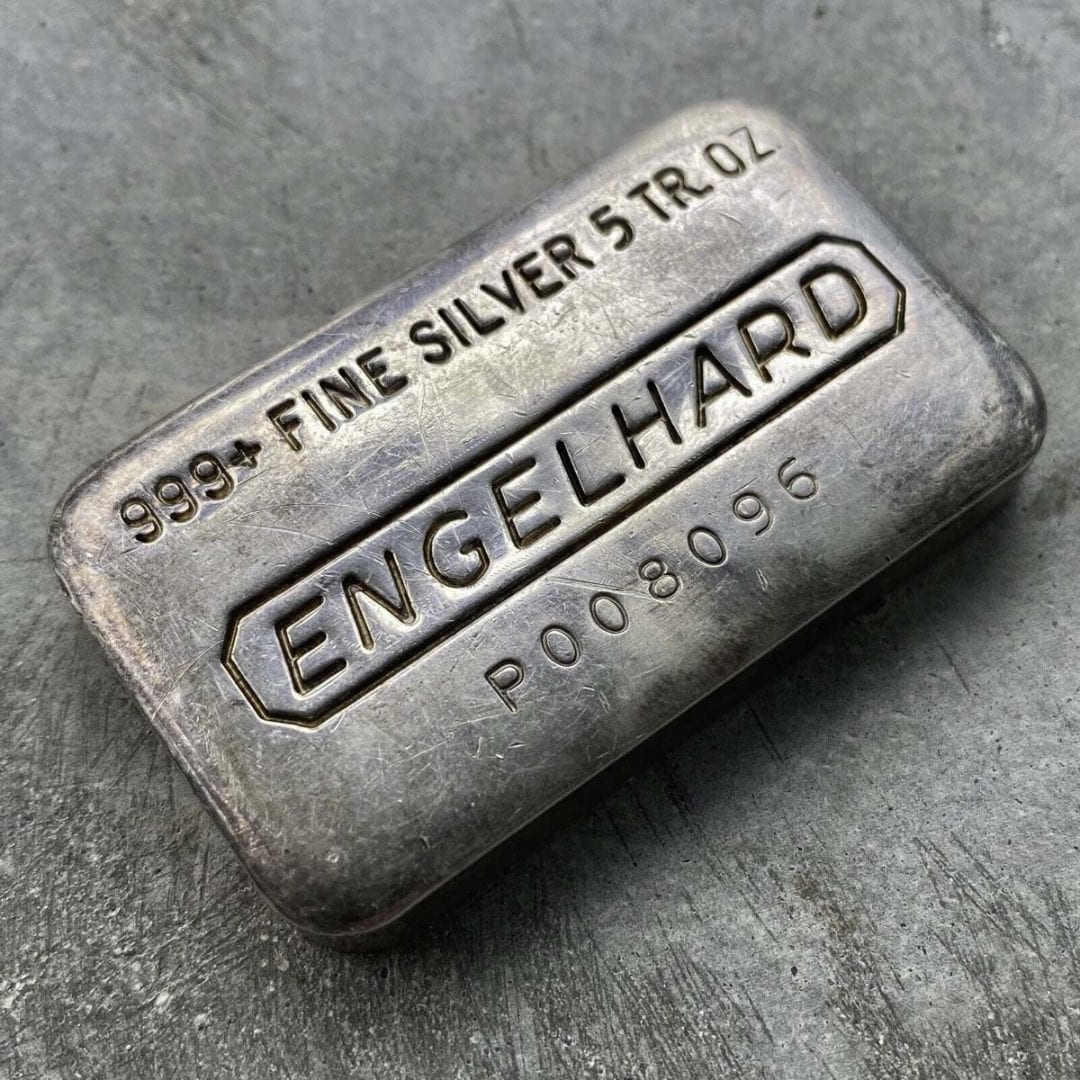 999+ FINE SILVER 5 TR. OZ
ENGELHARD
P008096